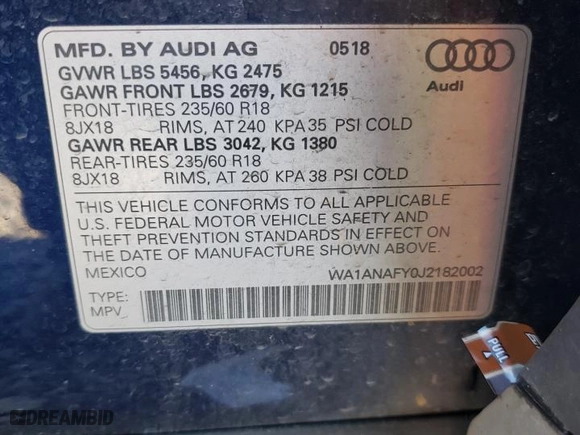 MFD. BY AUDI AG 0518
GVWR LBS 5456, KG 2475
GAWR FRONT LBS 2679, KG 1215
FRONT-TIRES 235/60 R18
8JX18 RIMS, AT 240 KPA 35 PSI COLD
GAWR REAR LBS 3042, KG 1380
REAR-TIRES 235/60 R18
8JX18 RIMS, AT 260 KPA 38 PSI COLD
Audi
THIS VEHICLE CONFORMS TO ALL APPLICABLE
U.S. FEDERAL MOTOR VEHICLE SAFETY AND
THEFT PREVENTION STANDARDS IN EFFECT ON
THE DATE OF MANUFACTURE SHOWN ABOVE.
MEXICO WA1ANAFY0J2182002
TYPE:
MPV
PULL
DREAMBID